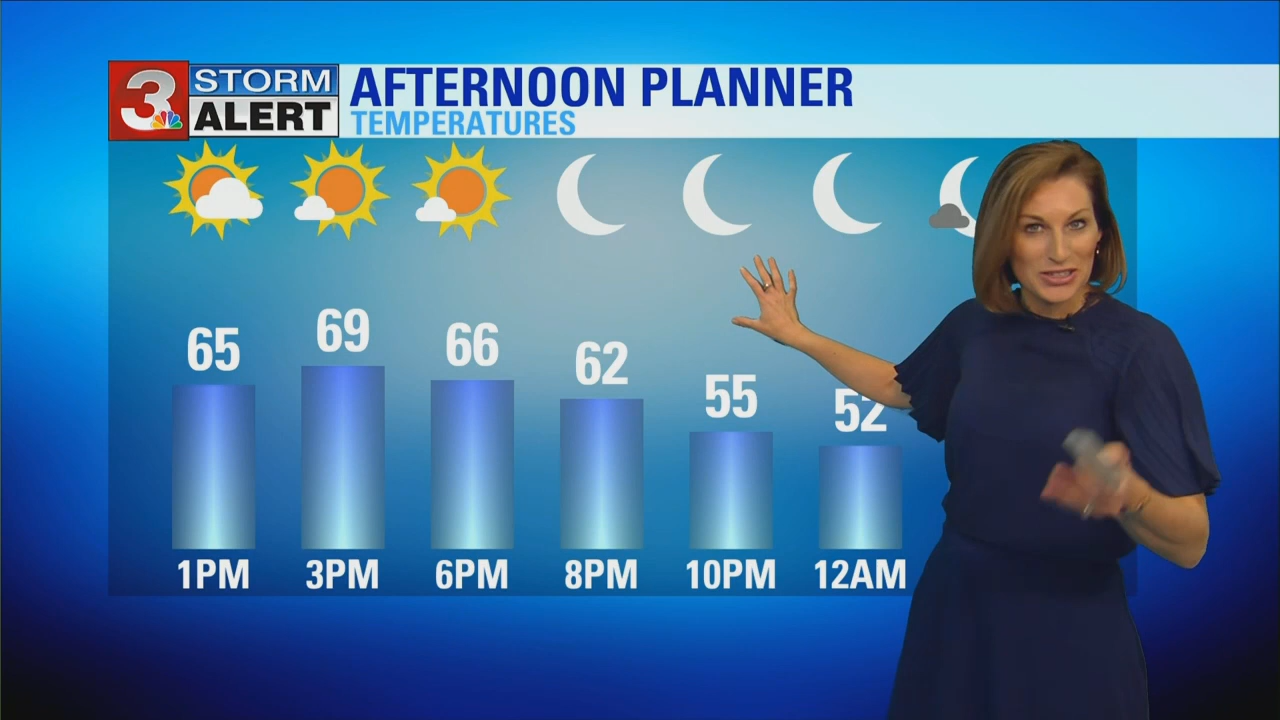 3 STORM
ALERT
AFTERNOON PLANNER
TEMPERATURES
65 69 66 62 55 52
1PM 3PM 6PM 8PM 10PM 12AM